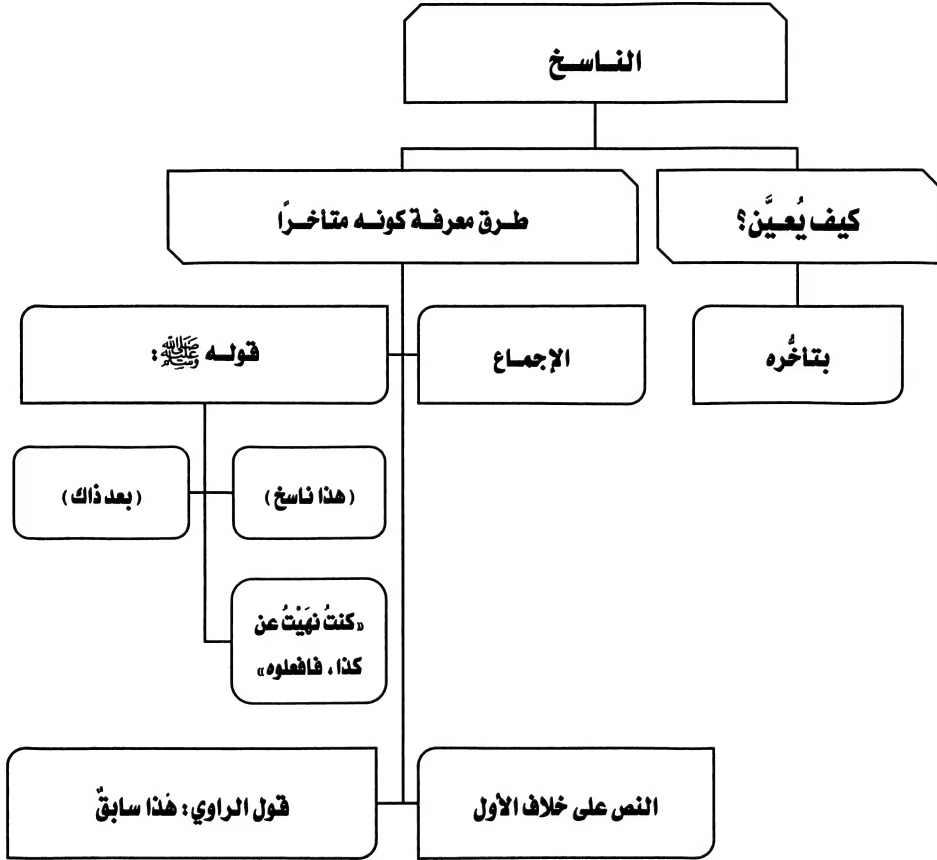 الناسخ
كيف يُعيَّن؟
طرق معرفة كونه متأخرًا
بتأخُّره
الإجماع
قوله ﷺ:
(هذا ناسخ)
(بعد ذاك)
«كنتُ نهَيْتُ عن
كذا، فافعلوه»
النص على خلاف الأول
قول الراوي: هٰذا سابقٌ